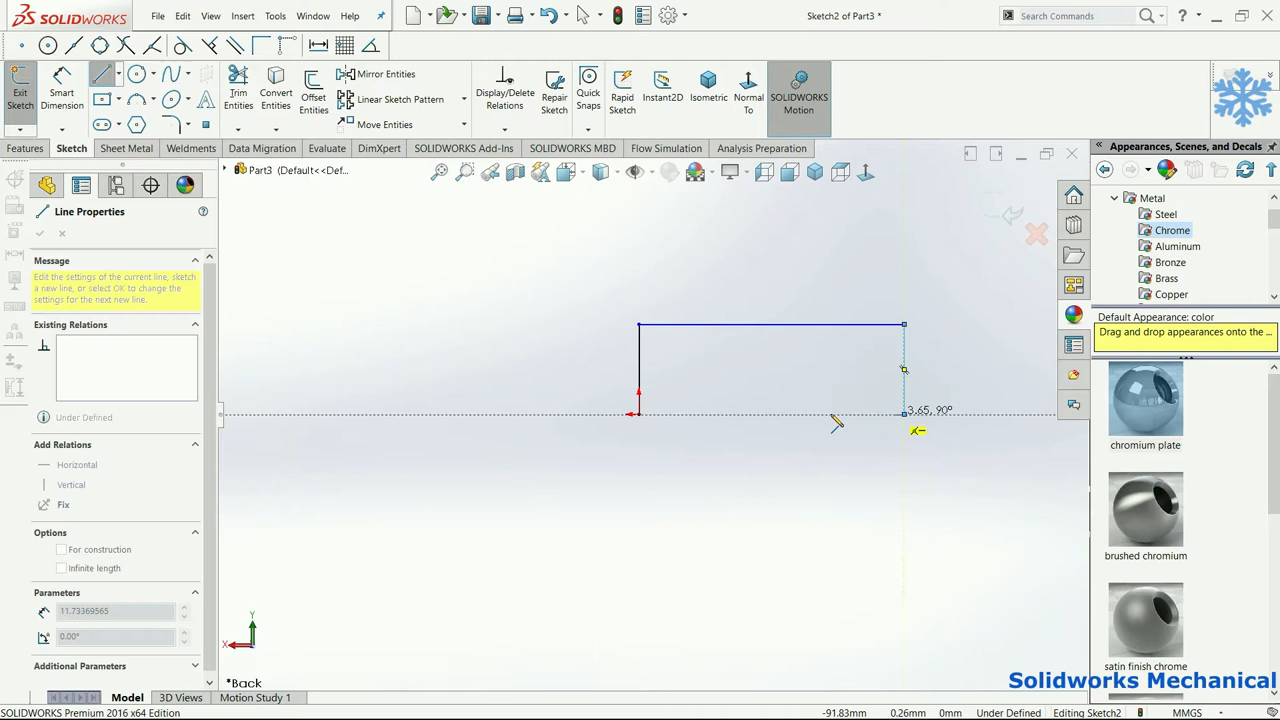 SOLIDWORKS
File Edit View Insert Tools Window Help
Sketch2 of Part3 *
Search Commands
Exit Sketch
Smart Dimension
Trim Entities
Convert Entities
Offset Entities
Mirror Entities
Linear Sketch Pattern
Move Entities
Display/Delete Relations
Repair Sketch
Quick Snaps
Rapid Sketch
Instant2D
Isometric
Normal To
SOLIDWORKS Motion
Features Sketch Sheet Metal Weldments Data Migration Evaluate DimXpert SOLIDWORKS Add-Ins SOLIDWORKS MBD Flow Simulation Analysis Preparation
Part3 (Default<<Def...
Line Properties
Message
Edit the settings of the current line, sketch
a new line, or select OK to change the
settings for the next new line.
Existing Relations
Under Defined
Add Relations
Horizontal
Vertical
Fix
Options
For construction
Infinite length
Parameters
11.73369565
0.00°
Additional Parameters
3.65, 90°
Y
X
*Back
Appearances, Scenes, and Decals
Metal
Steel
Chrome
Aluminum
Bronze
Brass
Copper
Default Appearance: color
Drag and drop appearances onto the ...
chromium plate
brushed chromium
satin finish chrome
Solidworks Mechanical
Model 3D Views Motion Study 1
SOLIDWORKS Premium 2016 x64 Edition
-91.83mm 0.26mm 0mm Under Defined Editing Sketch2 MMGS